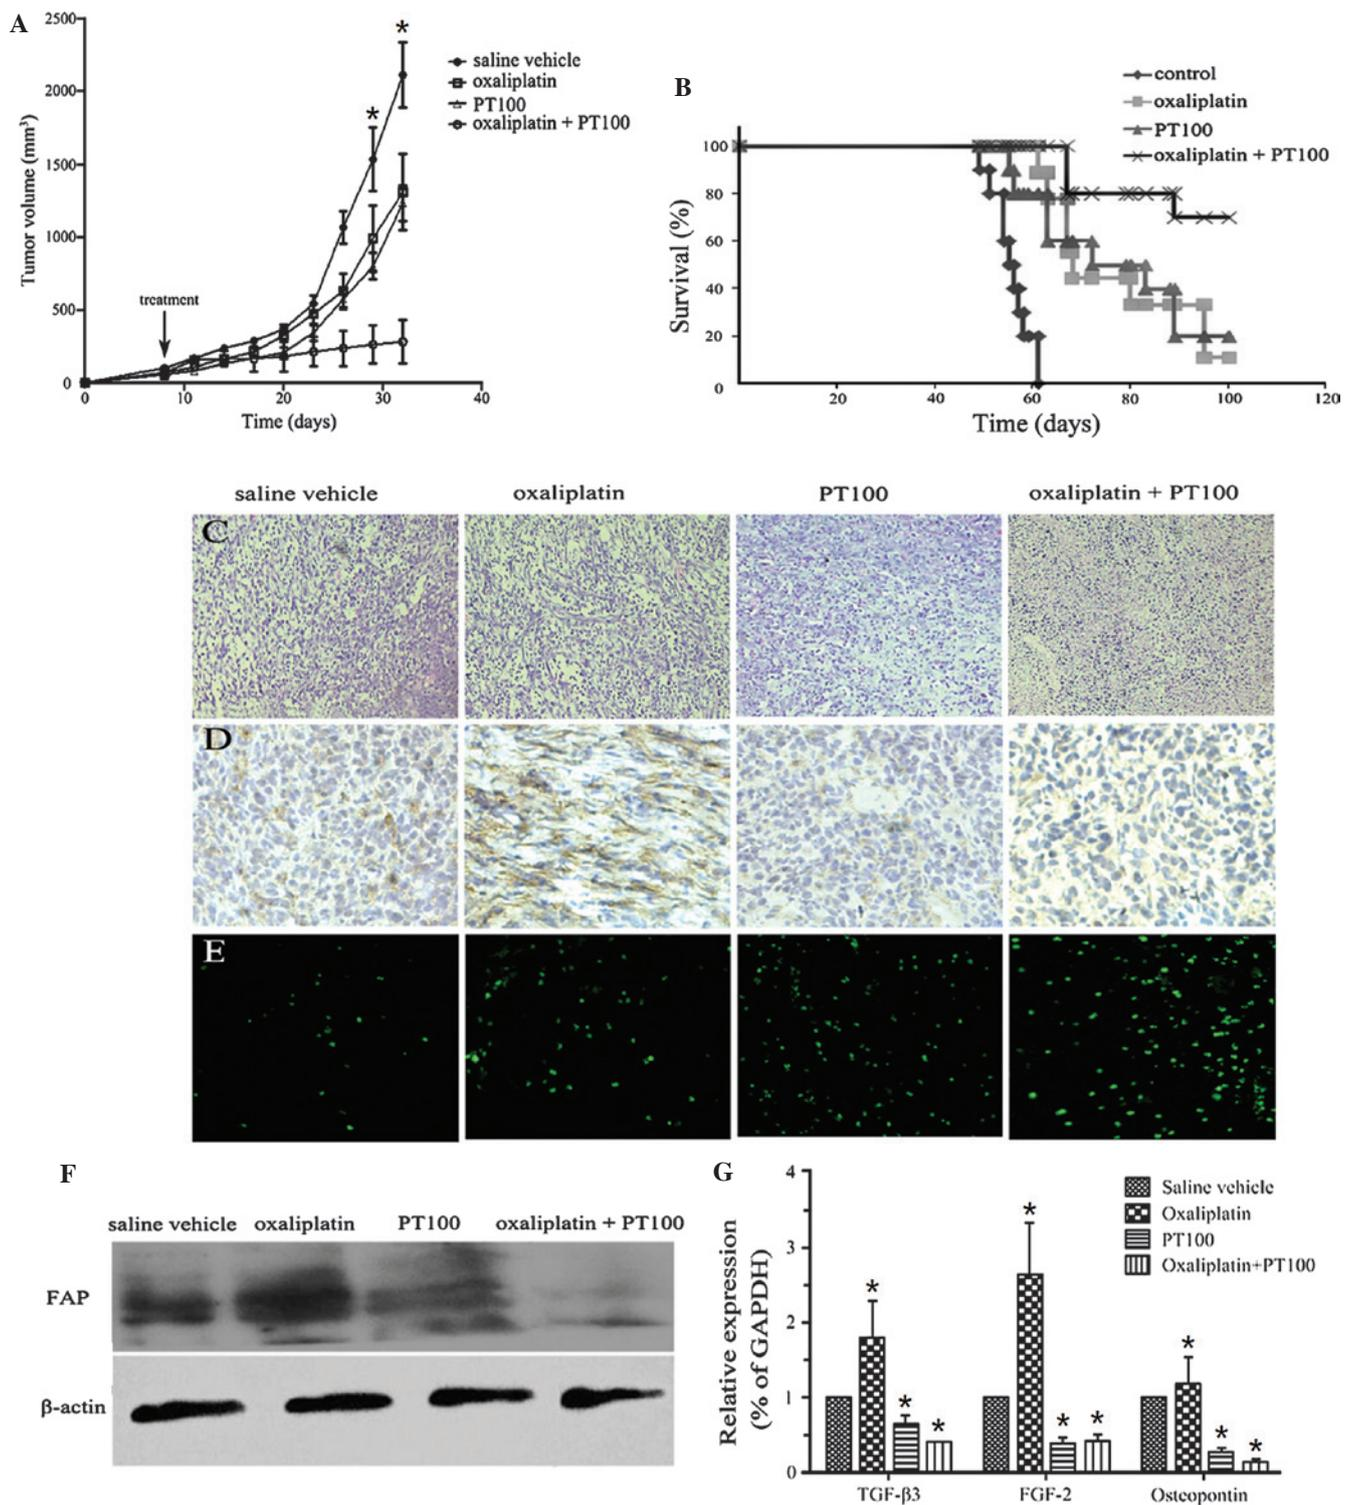 A
2500
2000
1500
1000
500
0
Tumor volume (mm³)
treatment
*
*
saline vehicle
oxaliplatin
PT100
oxaliplatin + PT100
0 10 20 30 40
Time (days)
B
control
oxaliplatin
PT100
oxaliplatin + PT100
100
80
60
40
20
0
Survival (%)
20 40 60 80 100 120
Time (days)
saline vehicle oxaliplatin PT100 oxaliplatin + PT100
C
D
E
F
saline vehicle oxaliplatin PT100 oxaliplatin + PT100
FAP
β-actin
G
4
3
2
1
0
Relative expression
(% of GAPDH)
Saline vehicle
Oxaliplatin
PT100
Oxaliplatin+PT100
* * * * * * * * *
TGF-β3 FGF-2 Osteopontin